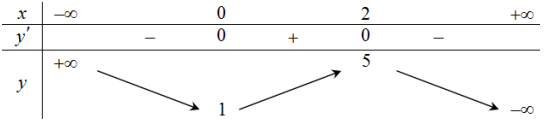 x −∞ 0 2 +∞
y′ − 0 + 0 −
+∞ 5
y
1 −∞